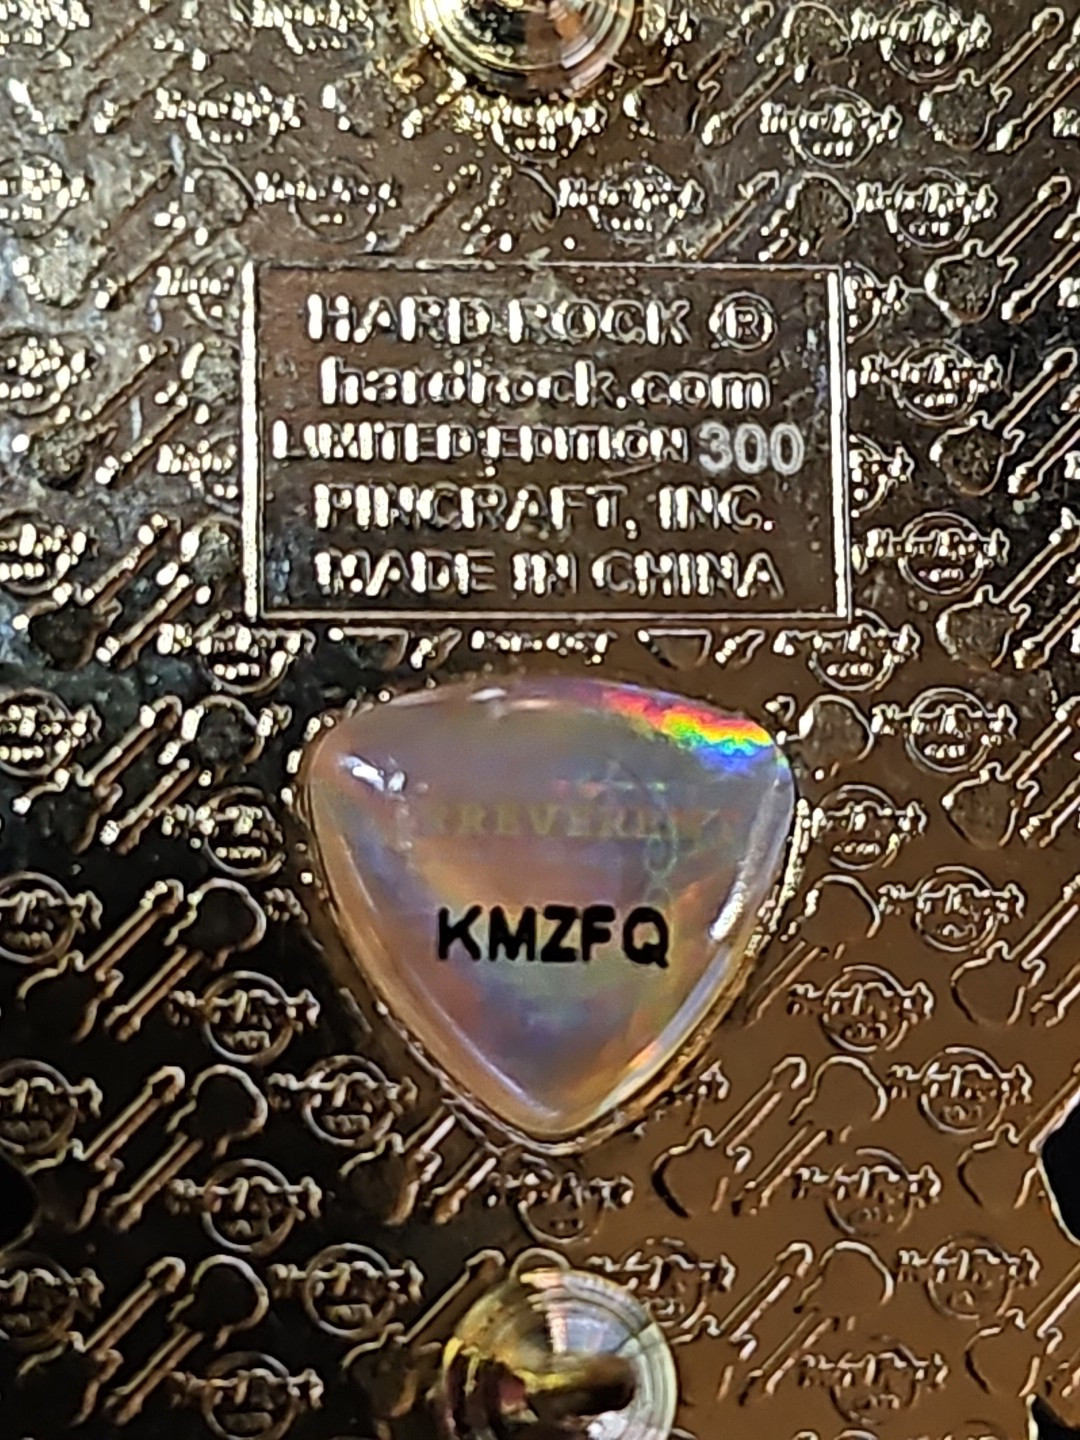 HARD ROCK ®
hardrock.com
LIMITED EDITION 300
PINCRAFT, INC.
MADE IN CHINA
KMZFQ